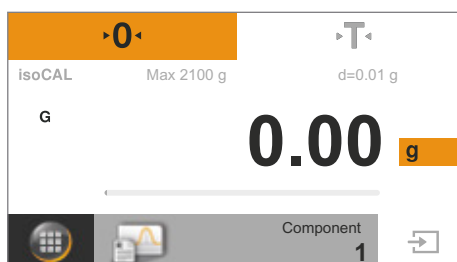 ▸0◂ ▸T◂
isoCAL Max 2100 g d=0.01 g
G
0.00 g
Component
1